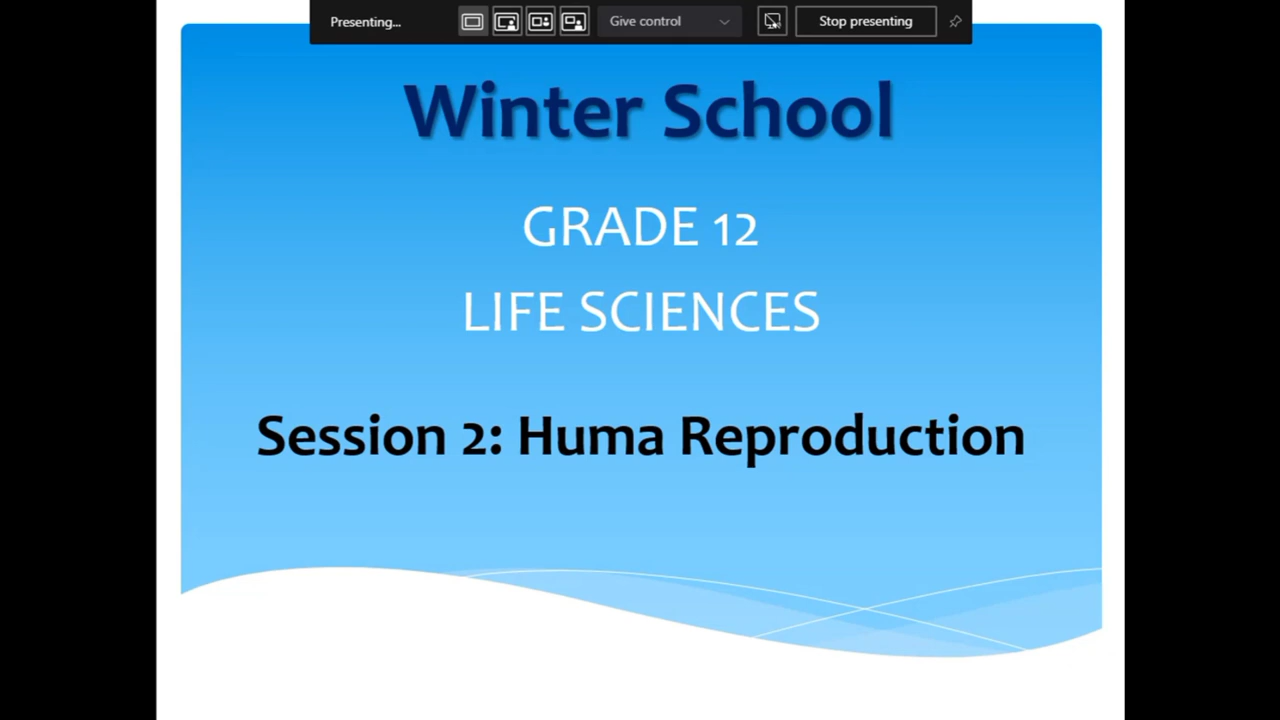 Presenting...
Give control
Stop presenting
Winter School
GRADE 12
LIFE SCIENCES
Session 2: Huma Reproduction